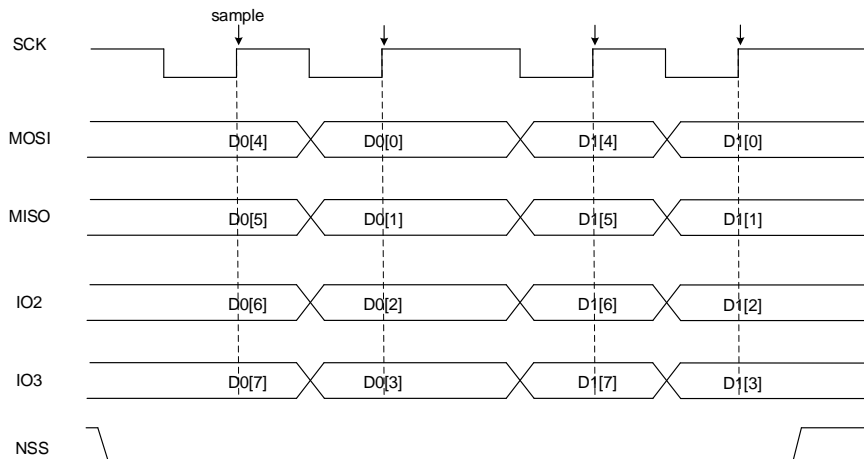 sample
SCK
MOSI D0[4] D0[0] D1[4] D1[0]
MISO D0[5] D0[1] D1[5] D1[1]
IO2 D0[6] D0[2] D1[6] D1[2]
IO3 D0[7] D0[3] D1[7] D1[3]
NSS